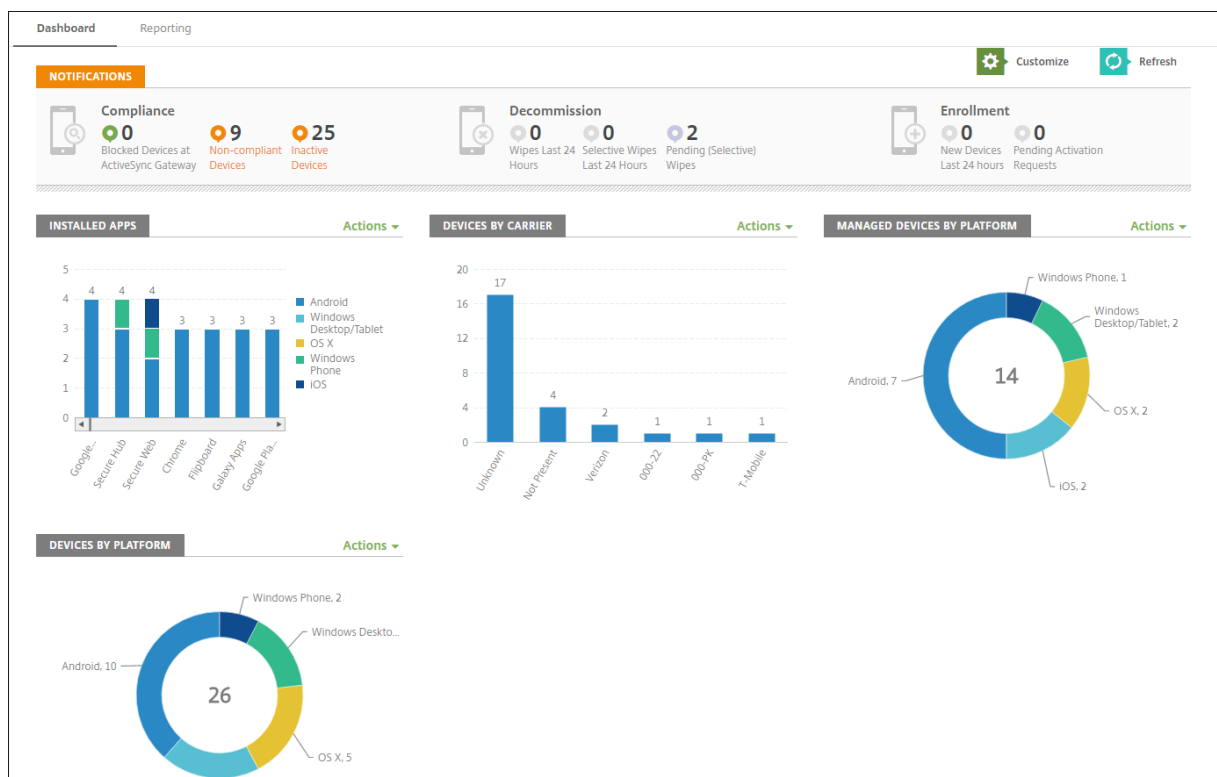 Dashboard Reporting
Customize Refresh
NOTIFICATIONS
Compliance
0 9 25
Blocked Devices at Non-compliant Inactive
ActiveSync Gateway Devices Devices
Decommission
0 0 2
Wipes Last 24 Selective Wipes Pending (Selective)
Hours Last 24 Hours Wipes
Enrollment
0 0
New Devices Pending Activation
Last 24 hours Requests
INSTALLED APPS Actions
5
4
3
2
1
0
4 4 4 3 3 3 3
Google...
Secure Hub
Secure Web
Chrome
Flipboard
Galaxy Apps
Google Pla...
Android
Windows
Desktop/Tablet
OS X
Windows
Phone
iOS
DEVICES BY CARRIER Actions
20
16
12
8
4
0
17 4 2 1 1 1
Unknown
Not Present
Verizon
000-22
000-PK
T-Mobile
MANAGED DEVICES BY PLATFORM Actions
Windows Phone, 1
Windows
Desktop/Tablet, 2
Android, 7
14
OS X, 2
iOS, 2
DEVICES BY PLATFORM Actions
Windows Phone, 2
Windows Deskto...
Android, 10
26
OS X, 5